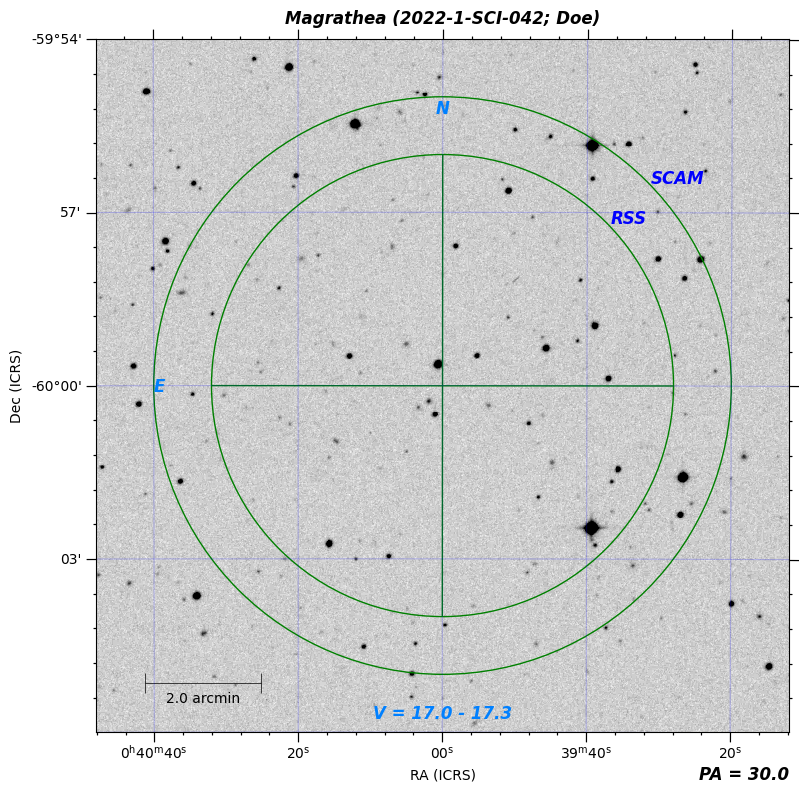 Magrathea (2022-1-SCI-042; Doe)
-59°54'
N
SCAM
57'
RSS
Dec (ICRS)
-60°00'
E
03'
2.0 arcmin
V = 17.0 - 17.3
0ʰ40ᵐ40ˢ 20ˢ 00ˢ 39ᵐ40ˢ 20ˢ
RA (ICRS)
PA = 30.0